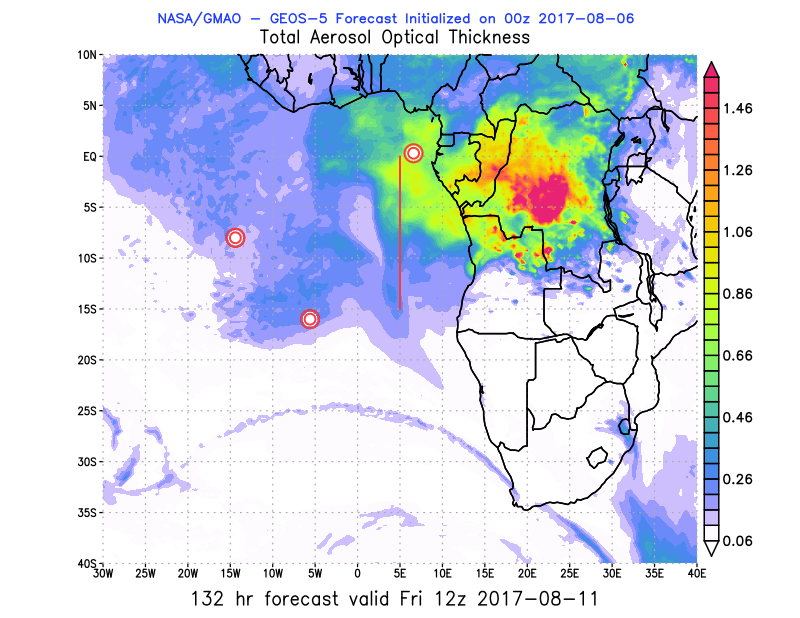 NASA/GMAO - GEOS-5 Forecast Initialized on 00z 2017-08-06
Total Aerosol Optical Thickness
10N
5N
EQ
5S
10S
15S
20S
25S
30S
35S
40S
30W 25W 20W 15W 10W 5W 0 5E 10E 15E 20E 25E 30E 35E 40E
1.46
1.26
1.06
0.86
0.66
0.46
0.26
0.06
132 hr forecast valid Fri 12z 2017-08-11